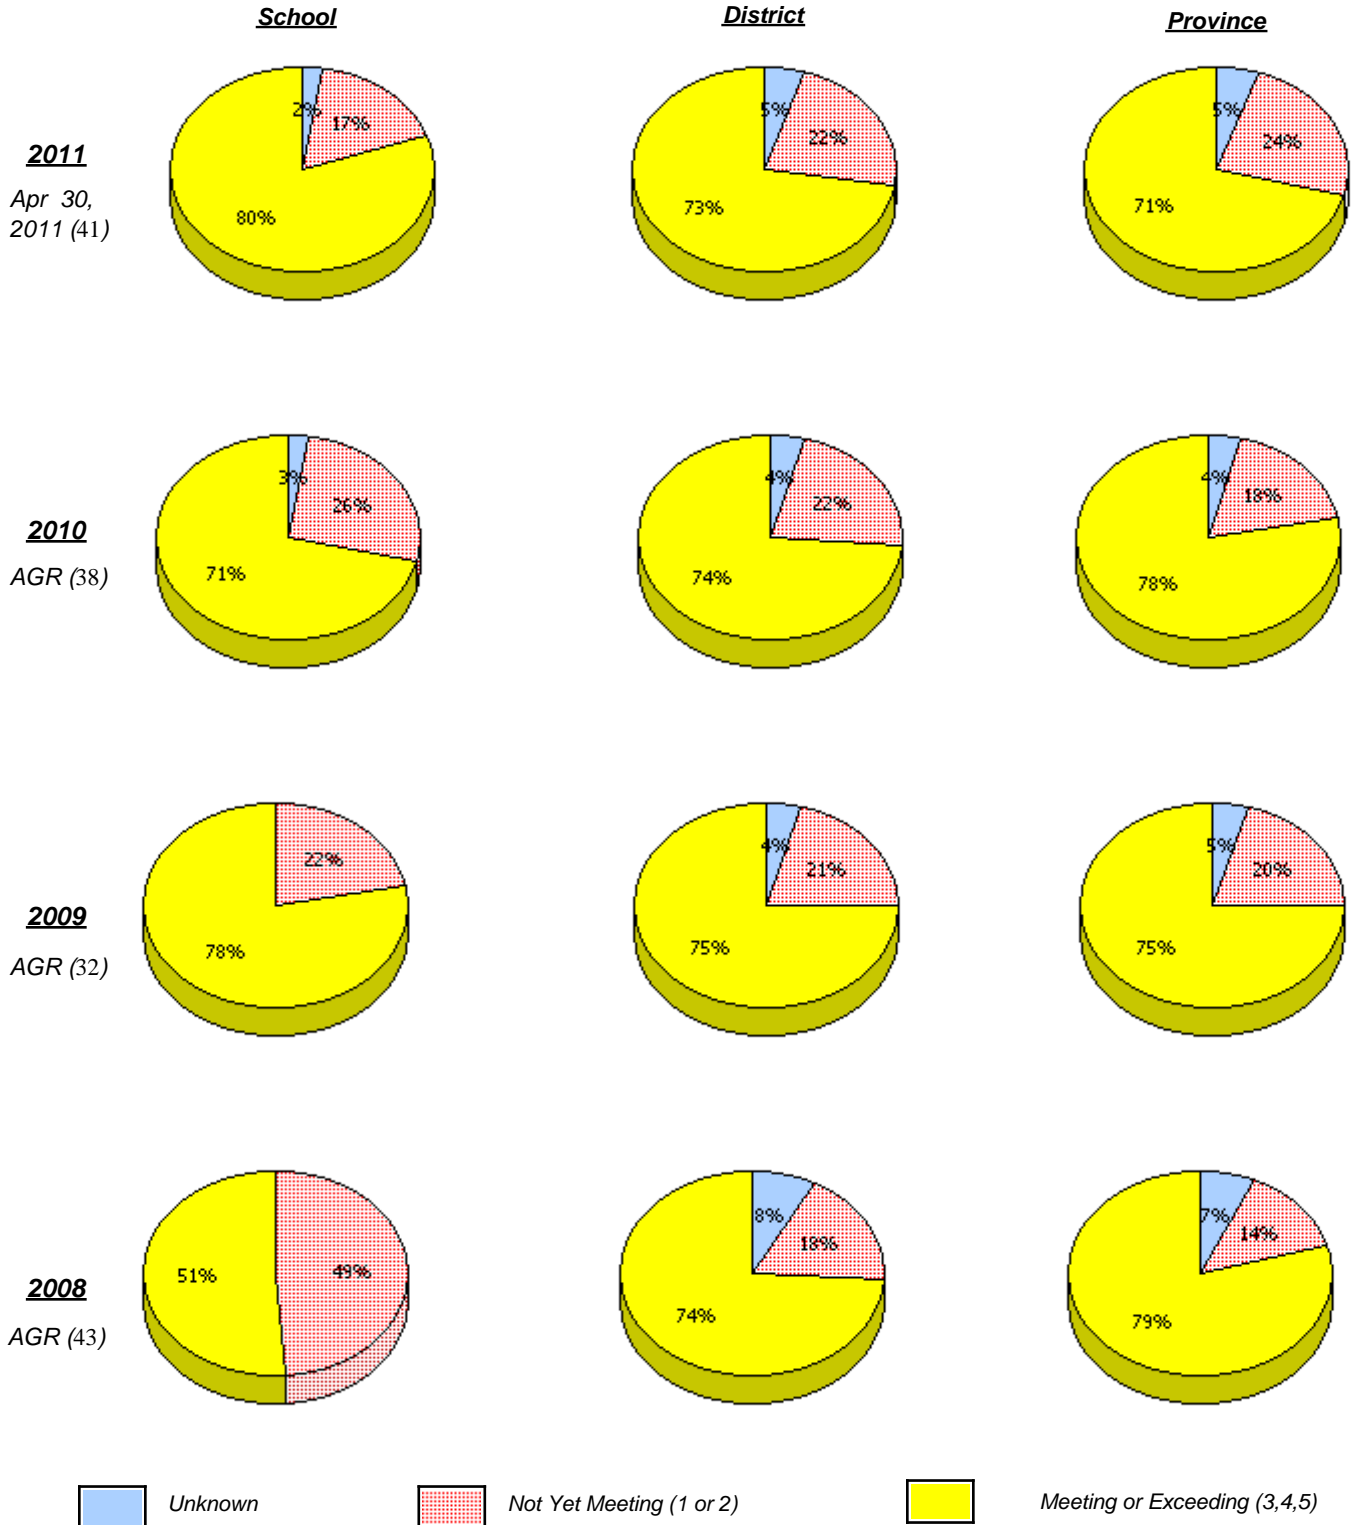 School District Province
2% 17% 80%
5% 22% 73%
5% 24% 71%
2011
Apr 30,
2011 (41)
3% 26% 71%
4% 22% 74%
4% 18% 78%
2010
AGR (38)
22% 78%
4% 21% 75%
5% 20% 75%
2009
AGR (32)
49% 51%
8% 18% 74%
7% 14% 79%
2008
AGR (43)
Unknown Not Yet Meeting (1 or 2) Meeting or Exceeding (3,4,5)